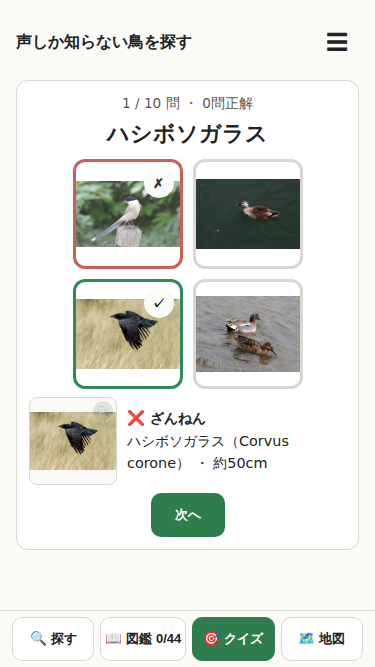 声しか知らない鳥を探す
1 / 10 問 ・ 0問正解
ハシボソガラス
✗
✓
❌ ざんねん
ハシボソガラス（Corvus
corone） ・ 約50cm
次へ
🔍 探す
📖 図鑑 0/44
🎯 クイズ
🗺️ 地図